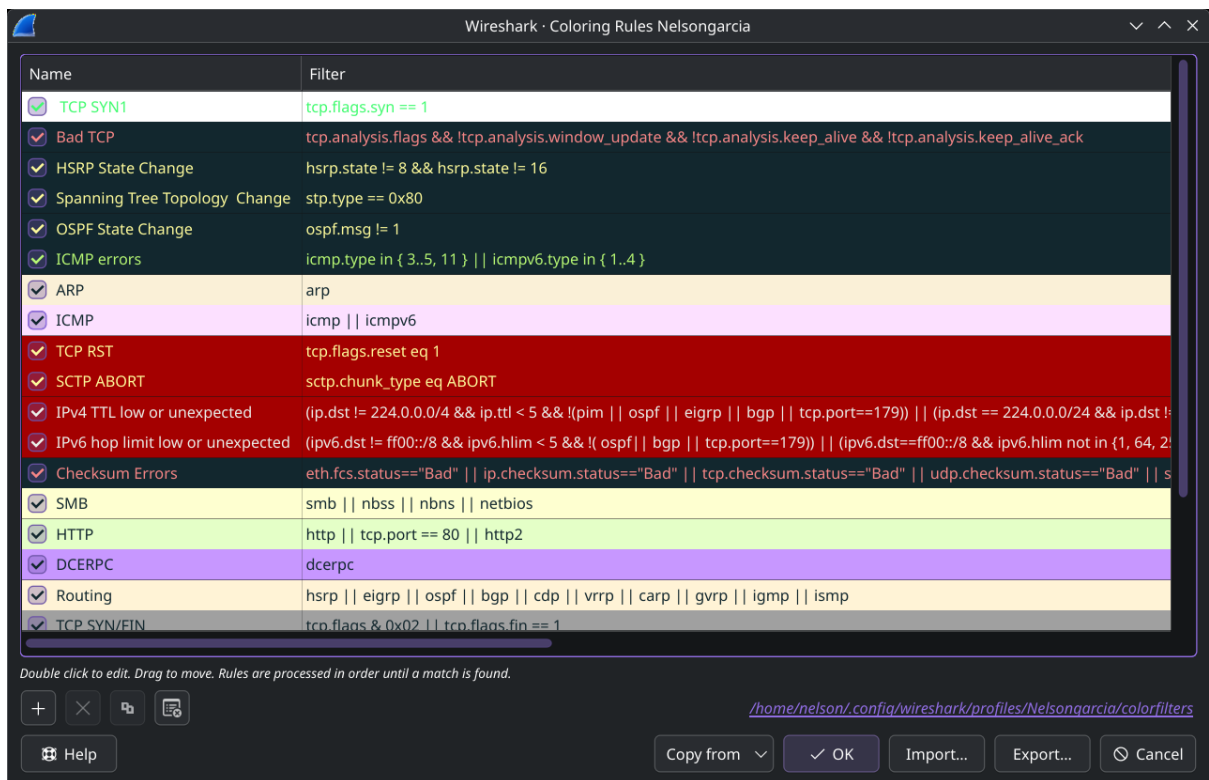 Wireshark · Coloring Rules Nelsongarcia
Name Filter
TCP SYN1 tcp.flags.syn == 1
Bad TCP tcp.analysis.flags && !tcp.analysis.window_update && !tcp.analysis.keep_alive && !tcp.analysis.keep_alive_ack
HSRP State Change hsrp.state != 8 && hsrp.state != 16
Spanning Tree Topology  Change stp.type == 0x80
OSPF State Change ospf.msg != 1
ICMP errors icmp.type in { 3..5, 11 } || icmpv6.type in { 1..4 }
ARP arp
ICMP icmp || icmpv6
TCP RST tcp.flags.reset eq 1
SCTP ABORT sctp.chunk_type eq ABORT
IPv4 TTL low or unexpected (ip.dst != 224.0.0.0/4 && ip.ttl < 5 && !(pim || ospf || eigrp || bgp || tcp.port==179)) || (ip.dst == 224.0.0.0/24 && ip.dst !=
IPv6 hop limit low or unexpected (ipv6.dst != ff00::/8 && ipv6.hlim < 5 && !( ospf|| bgp || tcp.port==179)) || (ipv6.dst==ff00::/8 && ipv6.hlim not in {1, 64,
Checksum Errors eth.fcs.status=="Bad" || ip.checksum.status=="Bad" || tcp.checksum.status=="Bad" || udp.checksum.status=="Bad" || s
SMB smb || nbss || nbns || netbios
HTTP http || tcp.port == 80 || http2
DCERPC dcerpc
Routing hsrp || eigrp || ospf || bgp || cdp || vrrp || carp || gvrp || igmp || ismp
TCP SYN/FIN tcp.flags & 0x02 || tcp.flags.fin == 1
Double click to edit. Drag to move. Rules are processed in order until a match is found.
/home/nelson/.config/wireshark/profiles/Nelsongarcia/colorfilters
Help Copy from OK Import... Export... Cancel